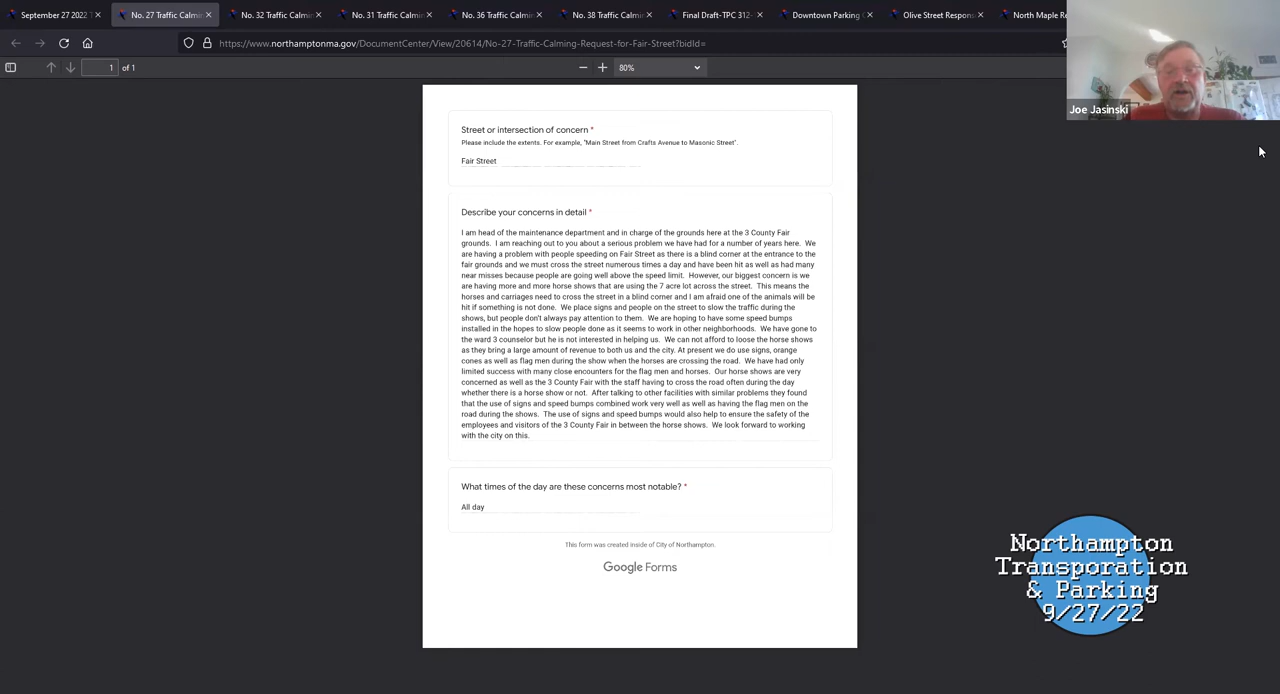 September 27 2022 T
No. 27 Traffic Calmin
No. 32 Traffic Calmin
No. 31 Traffic Calmin
No. 36 Traffic Calmin
No. 38 Traffic Calmin
Final Draft-TPC 312-
Downtown Parking C
Olive Street Respons
North Maple Re
https://www.northamptonma.gov/DocumentCenter/View/20614/No-27-Traffic-Calming-Request-for-Fair-Street?bidId=
1 of 1
80%
Joe Jasinski
Street or intersection of concern *
Please include the extents. For example, "Main Street from Crafts Avenue to Masonic Street".
Fair Street
Describe your concerns in detail *
I am head of the maintenance department and in charge of the grounds here at the 3 County Fair
grounds. I am reaching out to you about a serious problem we have had for a number of years here. We
are having a problem with people speeding on Fair Street as there is a blind corner at the entrance to the
fair grounds and we must cross the street numerous times a day and have been hit as well as had many
near misses because people are going well above the speed limit. However, our biggest concern is we
are having more and more horse shows that are using the 7 acre lot across the street. This means the
horses and carriages need to cross the street in a blind corner and I am afraid one of the animals will be
hit if something is not done. We place signs and people on the street to slow the traffic during the
shows, but people don't always pay attention to them. We are hoping to have some speed bumps
installed in the hopes to slow people done as it seems to work in other neighborhoods. We have gone to
the ward 3 counselor but he is not interested in helping us. We can not afford to loose the horse shows
as they bring a large amount of revenue to both us and the city. At present we do use signs, orange
cones as well as flag men during the show when the horses are crossing the road. We have had only
limited success with many close encounters for the flag men and horses. Our horse shows are very
concerned as well as the 3 County Fair with the staff having to cross the road often during the day
whether there is a horse show or not. After talking to other facilities with similar problems they found
that the use of signs and speed bumps combined work very well as well as having the flag men on the
road during the shows. The use of signs and speed bumps would also help to ensure the safety of the
employees and visitors of the 3 County Fair in between the horse shows. We look forward to working
with the city on this.
What times of the day are these concerns most notable? *
All day
This form was created inside of City of Northampton.
Google Forms
Northampton
Transporation
& Parking
9/27/22